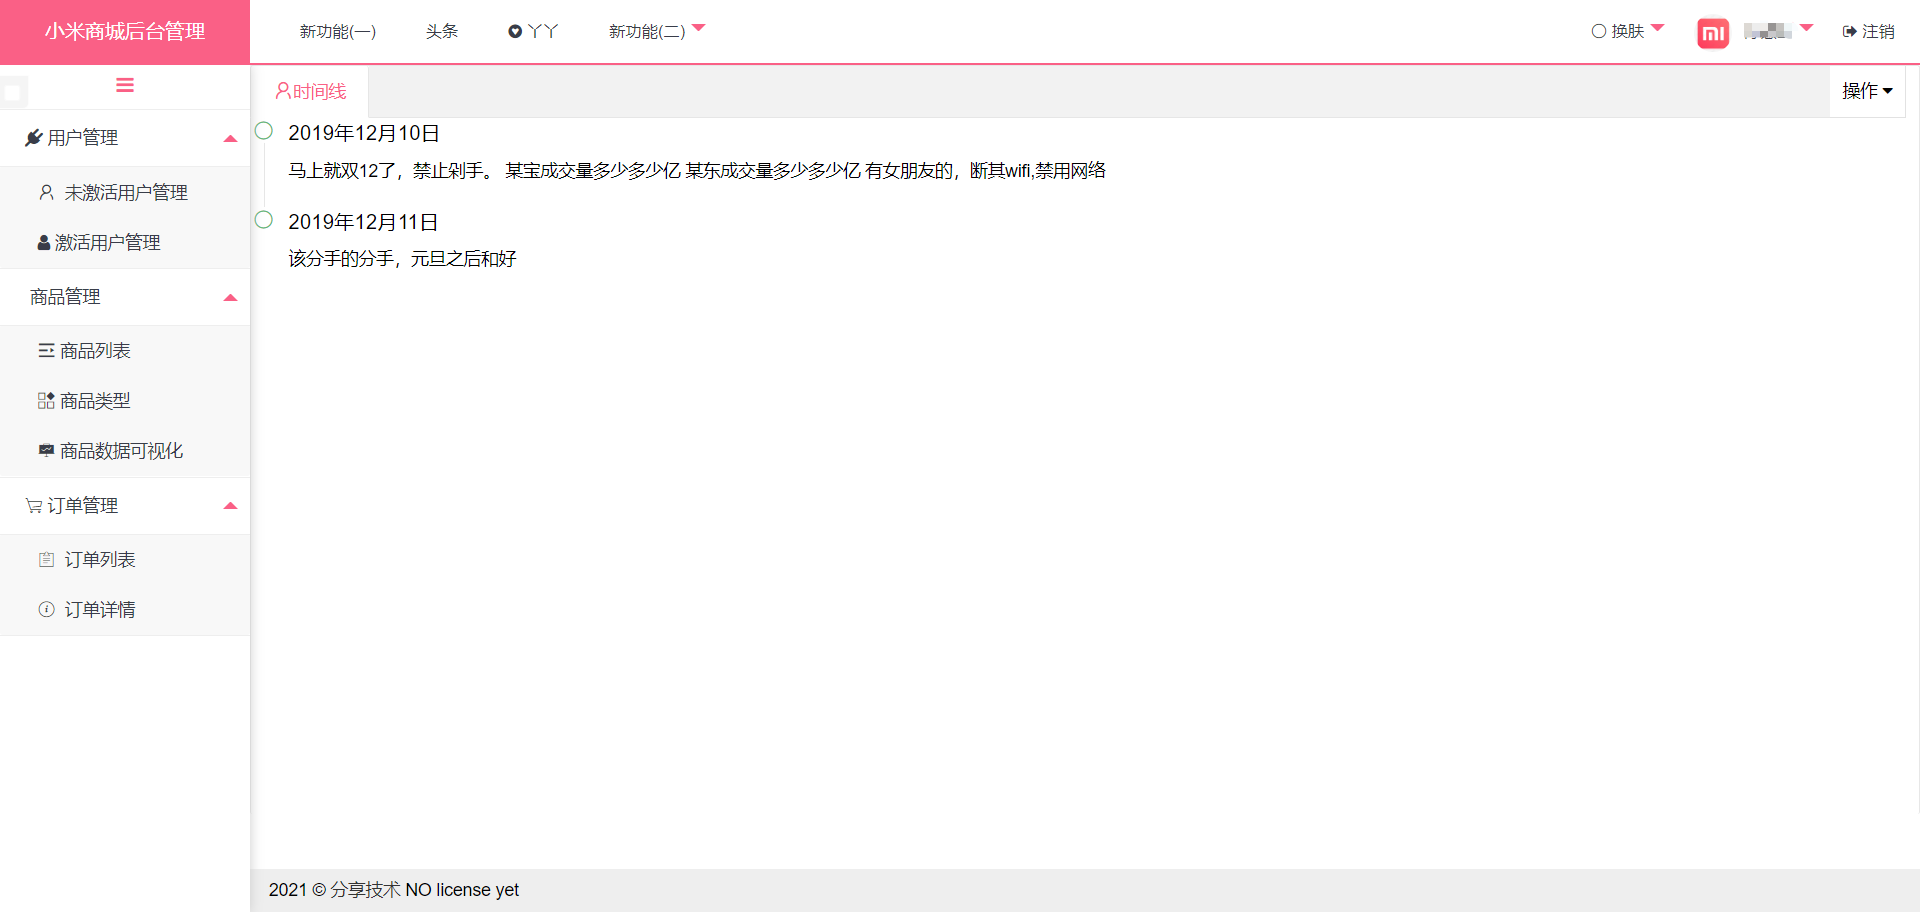 小米商城后台管理
新功能(一)
头条
丫丫
新功能(二)
换肤
mi
注销
时间线
操作
用户管理
未激活用户管理
激活用户管理
商品管理
商品列表
商品类型
商品数据可视化
订单管理
订单列表
订单详情
2019年12月10日
马上就双12了，禁止剁手。 某宝成交量多少多少亿 某东成交量多少多少亿 有女朋友的，断其wifi,禁用网络
2019年12月11日
该分手的分手，元旦之后和好
2021 © 分享技术 NO license yet